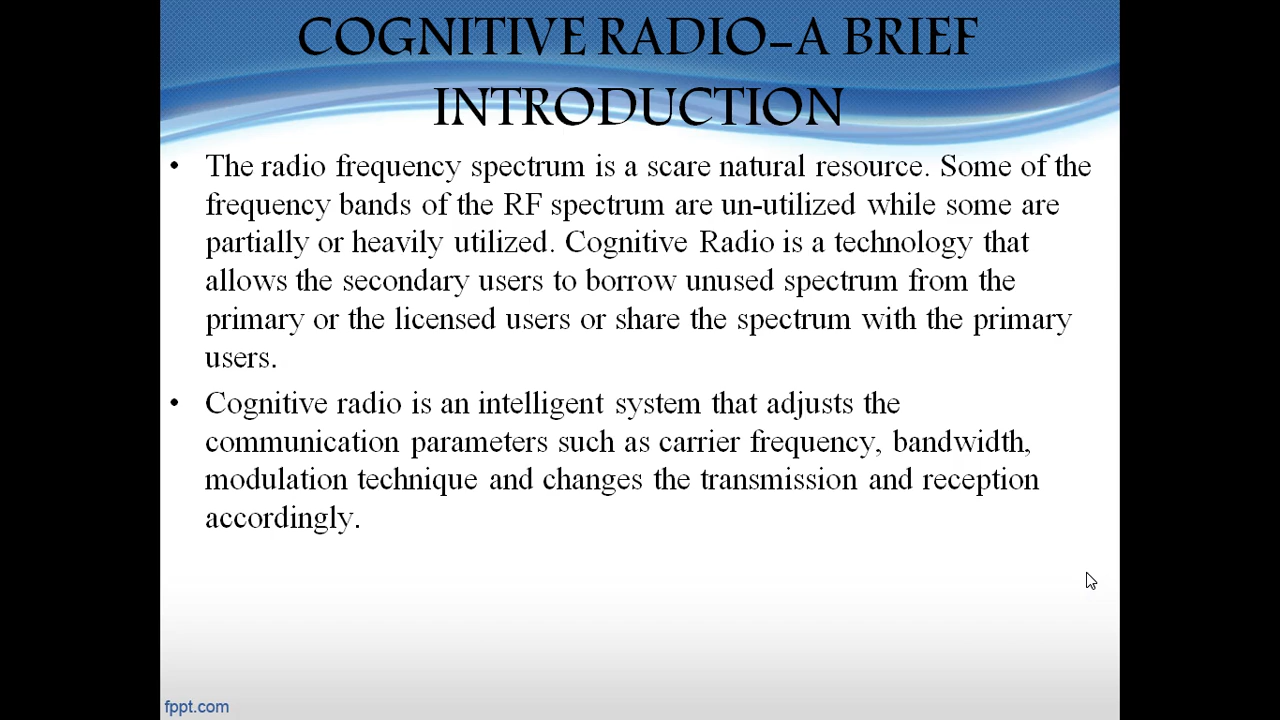 COGNITIVE RADIO–A BRIEF
INTRODUCTION
• The radio frequency spectrum is a scare natural resource. Some of the
frequency bands of the RF spectrum are un-utilized while some are
partially or heavily utilized. Cognitive Radio is a technology that
allows the secondary users to borrow unused spectrum from the
primary or the licensed users or share the spectrum with the primary
users.
• Cognitive radio is an intelligent system that adjusts the
communication parameters such as carrier frequency, bandwidth,
modulation technique and changes the transmission and reception
accordingly.
fppt.com